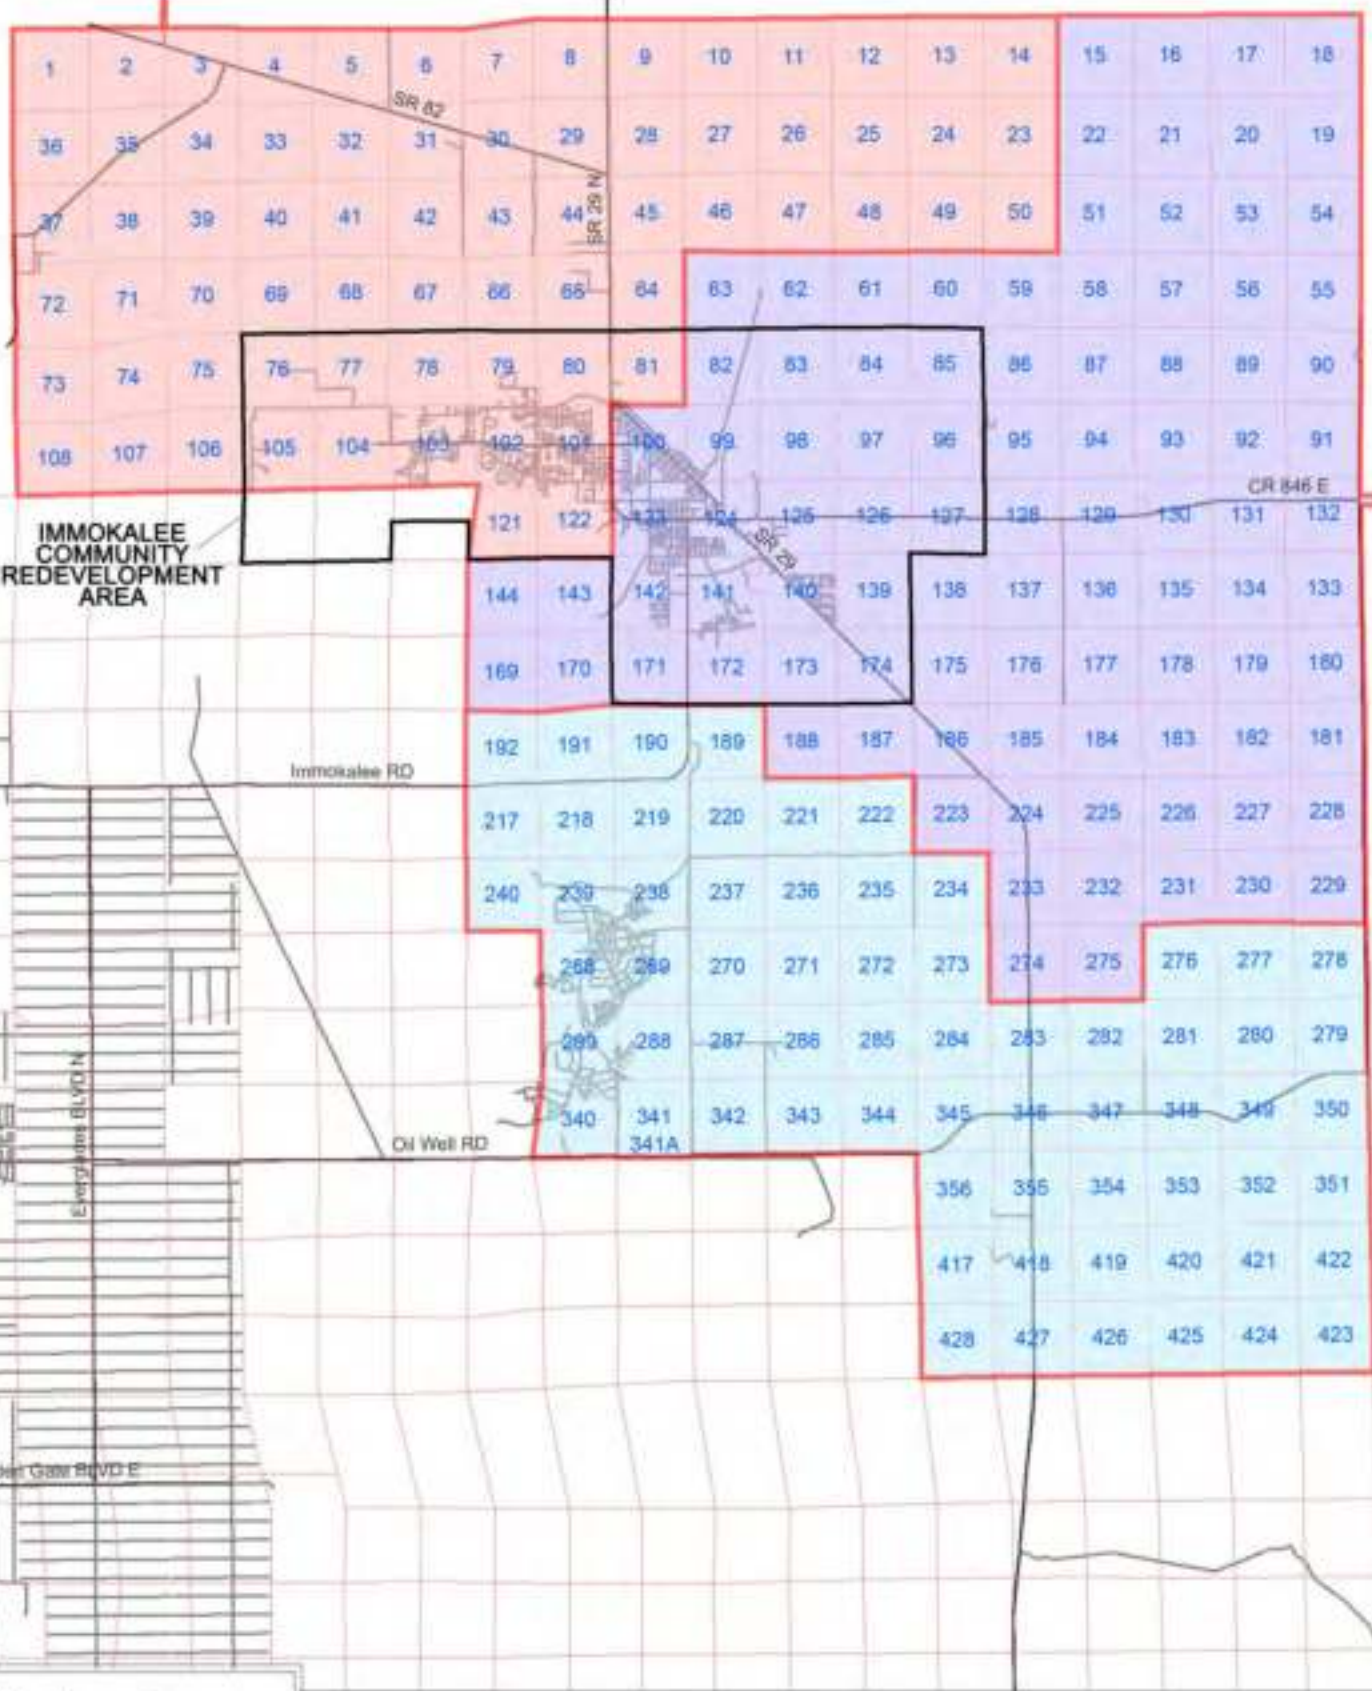 1 2 3 4 5 6 7 8 9 10 11 12 13 14 15 16 17 18
SR 82
36 35 34 33 32 31 30 29 28 27 26 25 24 23 22 21 20 19
37 38 39 40 41 42 43 44 45 46 47 48 49 50 51 52 53 54
SR 29 N
72 71 70 69 68 67 66 65 64 63 62 61 60 59 58 57 56 55
73 74 75 76 77 78 79 80 81 82 83 84 85 86 87 88 89 90
108 107 106 105 104 103 102 101 100 99 98 97 96 95 94 93 92 91
CR 846 E
121 122 123 124 125 126 127 128 129 130 131 132
IMMOKALEE
COMMUNITY
REDEVELOPMENT
AREA
SR 29
144 143 142 141 140 139 138 137 136 135 134 133
169 170 171 172 173 174 175 176 177 178 179 180
192 191 190 189 188 187 186 185 184 183 182 181
Immokalee RD
217 218 219 220 221 222 223 224 225 226 227 228
240 239 238 237 236 235 234 233 232 231 230 229
268 269 270 271 272 273 274 275 276 277 278
289 288 287 286 285 284 283 282 281 280 279
Everglades BLVD N
340 341 342 343 344 345 346 347 348 349 350
341A
Oil Well RD
356 355 354 353 352 351
417 418 419 420 421 422
428 427 426 425 424 423
Gate BLVD E